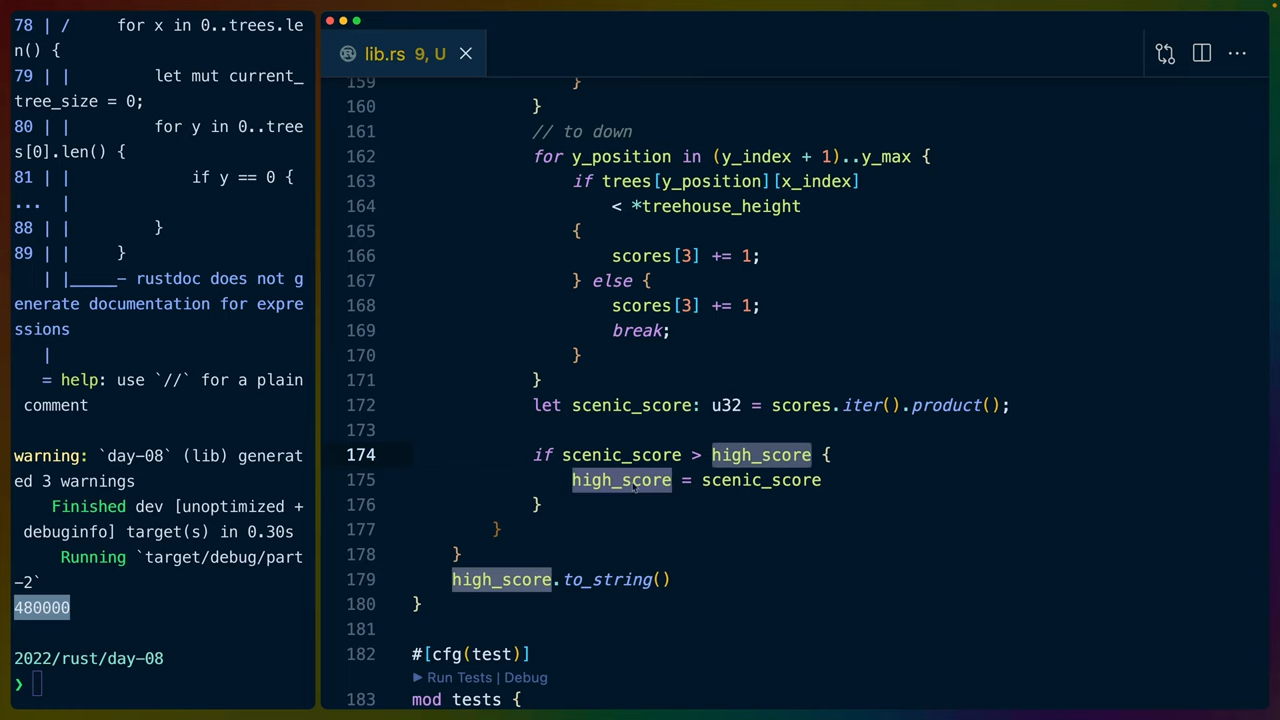 78 | /     for x in 0..trees.le
n() {
79 | |         let mut current_
tree_size = 0;
80 | |         for y in 0..tree
s[0].len() {
81 | |             if y == 0 {
...  |
88 | |         }
89 | |     }
   | |_____- rustdoc does not g
enerate documentation for expre
ssions
   |
   = help: use `//` for a plain
 comment
warning: `day-08` (lib) generat
ed 3 warnings
    Finished dev [unoptimized +
 debuginfo] target(s) in 0.30s
     Running `target/debug/part
-2`
480000
2022/rust/day-08
❯
lib.rs 9, U
159                 }
160             }
161             // to down
162             for y_position in (y_index + 1)..y_max {
163                 if trees[y_position][x_index]
164                     < *treehouse_height
165                 {
166                     scores[3] += 1;
167                 } else {
168                     scores[3] += 1;
169                     break;
170                 }
171             }
172             let scenic_score: u32 = scores.iter().product();
173
174             if scenic_score > high_score {
175                 high_score = scenic_score
176             }
177         }
178     }
179     high_score.to_string()
180 }
181
182 #[cfg(test)]
▶ Run Tests | Debug
183 mod tests {